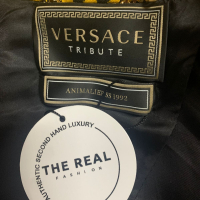 VERSACE
TRIBUTE
ANIMALIER SS 1992
AUTHENTIC SECOND HAND LUXURY
THE REAL
FASHION